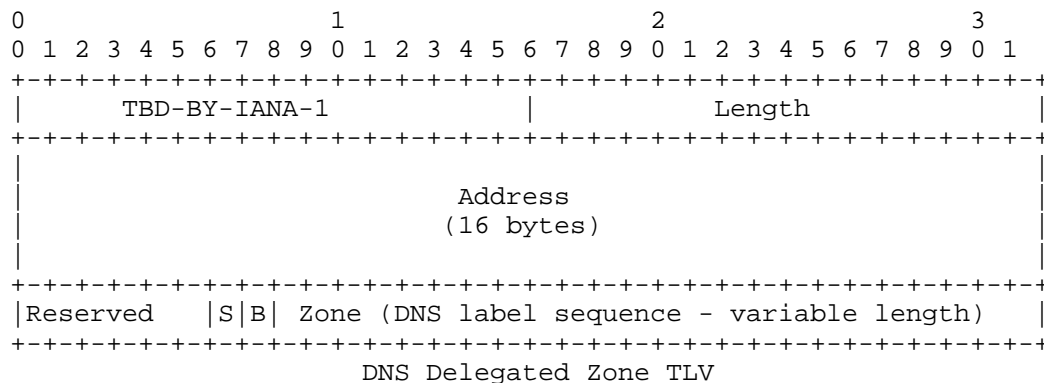 0                   1                   2                   3
0 1 2 3 4 5 6 7 8 9 0 1 2 3 4 5 6 7 8 9 0 1 2 3 4 5 6 7 8 9 0 1
+-+-+-+-+-+-+-+-+-+-+-+-+-+-+-+-+-+-+-+-+-+-+-+-+-+-+-+-+-+-+-+-+
|      TBD-BY-IANA-1            |           Length              |
+-+-+-+-+-+-+-+-+-+-+-+-+-+-+-+-+-+-+-+-+-+-+-+-+-+-+-+-+-+-+-+-+
|                                                               |
|                           Address                             |
|                          (16 bytes)                           |
|                                                               |
+-+-+-+-+-+-+-+-+-+-+-+-+-+-+-+-+-+-+-+-+-+-+-+-+-+-+-+-+-+-+-+-+
|Reserved   |S|B| Zone (DNS label sequence - variable length)   |
+-+-+-+-+-+-+-+-+-+-+-+-+-+-+-+-+-+-+-+-+-+-+-+-+-+-+-+-+-+-+-+-+
DNS Delegated Zone TLV